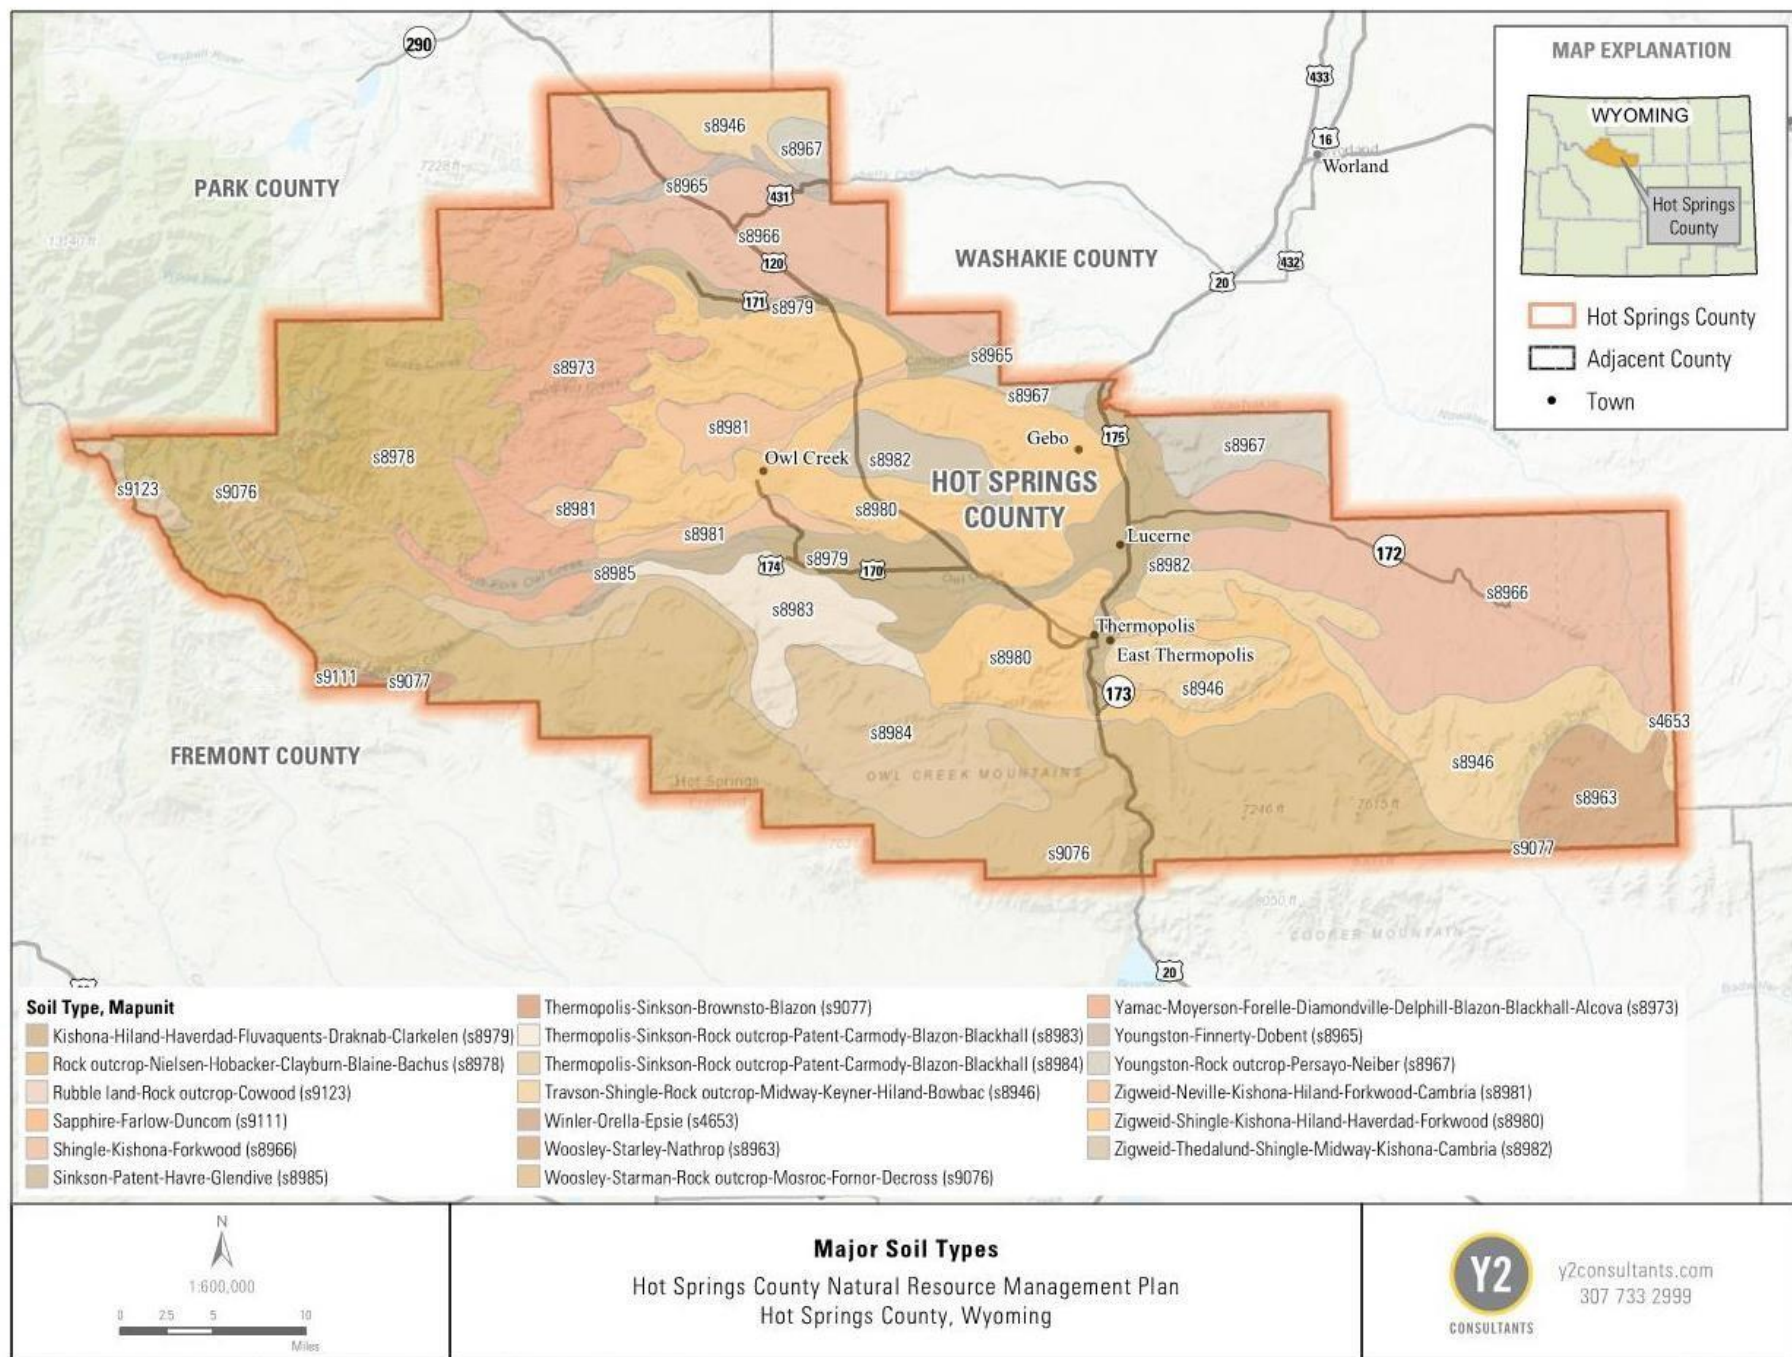 290
s8946
s8967
433
16
Worland
PARK COUNTY
7228 ft
s8965
431
s8966
WASHAKIE COUNTY
120
432
20
171
s8979
s8973
s8965
s8967
s8981
Gebo
175
s8967
Owl Creek
s8978
s8982
HOT SPRINGS
COUNTY
s9123
s9076
s8981
s8980
s8981
Lucerne
172
s8979
174
170
s8985
s8982
s8966
s8983
Thermopolis
East Thermopolis
s8980
s9111
s9077
173
s8946
s4653
s8984
FREMONT COUNTY
OWL CREEK MOUNTAINS
s8946
Hot Springs
s8963
7246 ft
7615 ft
s9076
s9077
20
MAP EXPLANATION
WYOMING
Hot Springs
County
Hot Springs County
Adjacent County
Town
Soil Type, Mapunit
Kishona-Hiland-Haverdad-Fluvaquents-Draknab-Clarkelen (s8979)
Rock outcrop-Nielsen-Hobacker-Clayburn-Blaine-Bachus (s8978)
Rubble land-Rock outcrop-Cowood (s9123)
Sapphire-Farlow-Duncom (s9111)
Shingle-Kishona-Forkwood (s8966)
Sinkson-Patent-Havre-Glendive (s8985)
Thermopolis-Sinkson-Brownsto-Blazon (s9077)
Thermopolis-Sinkson-Rock outcrop-Patent-Carmody-Blazon-Blackhall (s8983)
Thermopolis-Sinkson-Rock outcrop-Patent-Carmody-Blazon-Blackhall (s8984)
Travson-Shingle-Rock outcrop-Midway-Keyner-Hiland-Bowbac (s8946)
Winler-Orella-Epsie (s4653)
Woosley-Starley-Nathrop (s8963)
Woosley-Starman-Rock outcrop-Mosroc-Fornor-Decross (s9076)
Yamac-Moyerson-Forelle-Diamondville-Delphill-Blazon-Blackhall-Alcova (s8973)
Youngston-Finnerty-Dobent (s8965)
Youngston-Rock outcrop-Persayo-Neiber (s8967)
Zigweid-Neville-Kishona-Hiland-Forkwood-Cambria (s8981)
Zigweid-Shingle-Kishona-Hiland-Haverdad-Forkwood (s8980)
Zigweid-Thedalund-Shingle-Midway-Kishona-Cambria (s8982)
N
1:600,000
0 2.5 5 10
Miles
Major Soil Types
Hot Springs County Natural Resource Management Plan
Hot Springs County, Wyoming
Y2
CONSULTANTS
y2consultants.com
307 733 2999